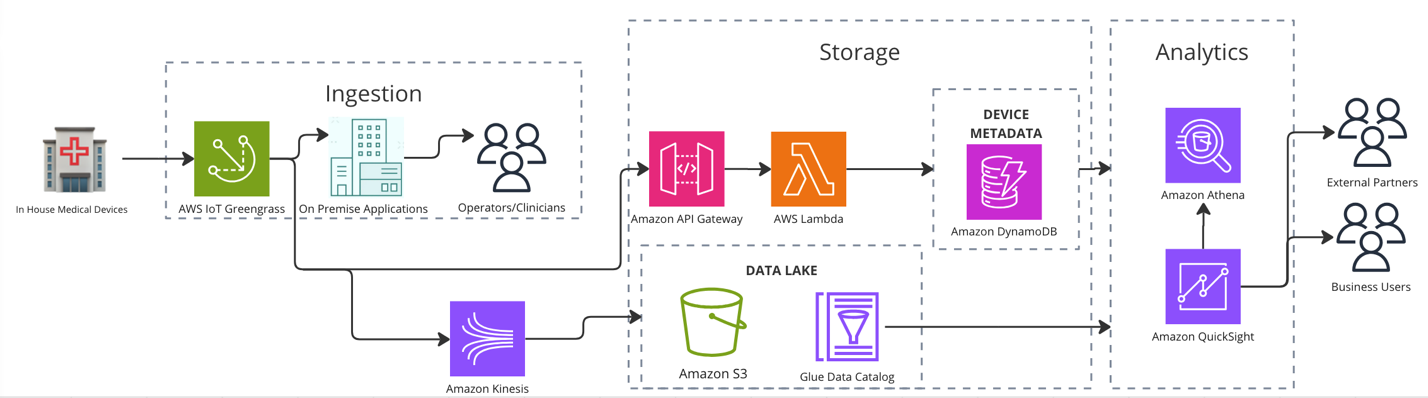 Ingestion
Storage
Analytics
In House Medical Devices
AWS IoT Greengrass
On Premise Applications
Operators/Clinicians
Amazon API Gateway
</>
AWS Lambda
DEVICE
METADATA
Amazon DynamoDB
DATA LAKE
Amazon S3
Glue Data Catalog
Amazon Kinesis
Amazon Athena
Amazon QuickSight
External Partners
Business Users